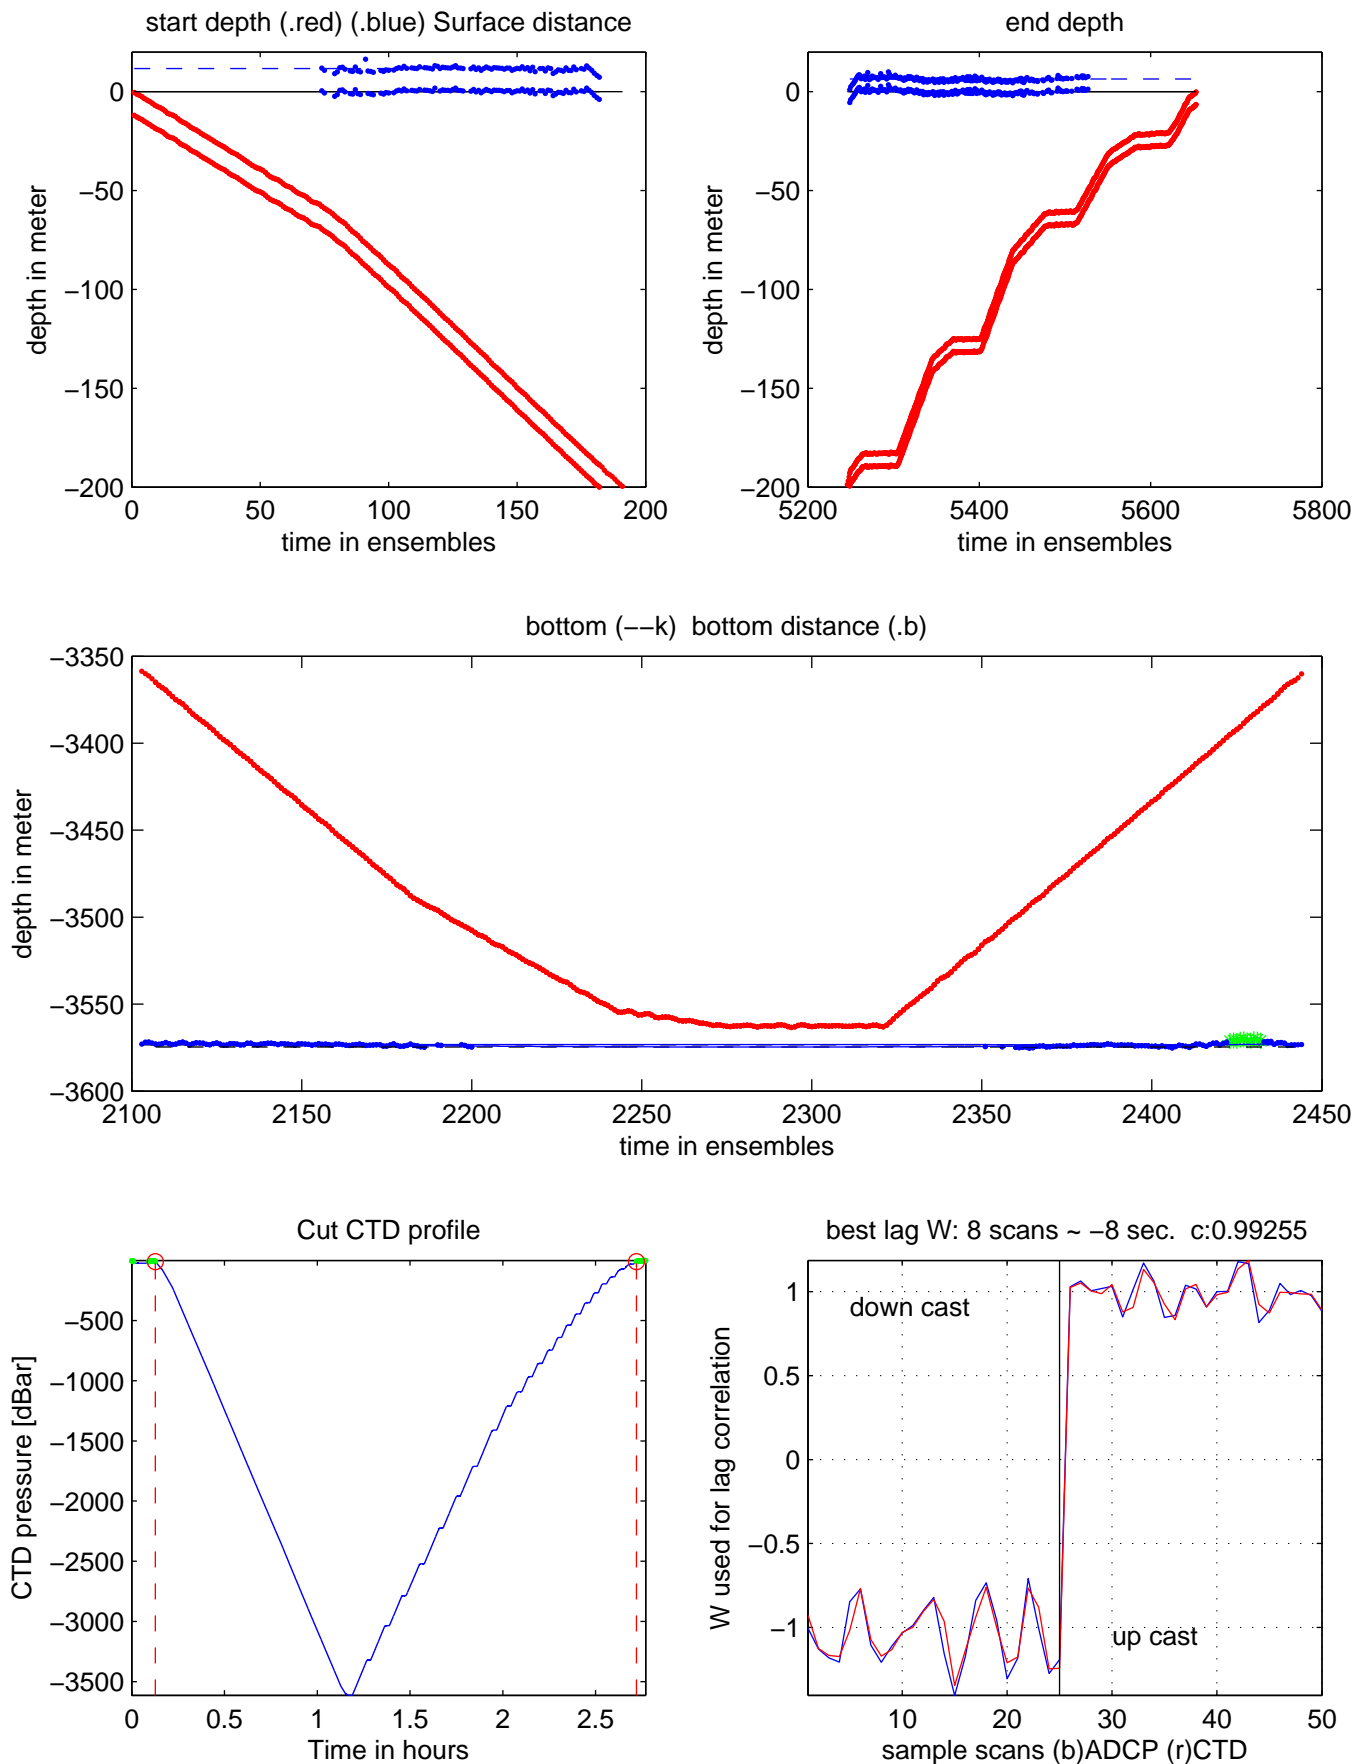 start depth (.red) (.blue) Surface distance
end depth
0
−50
−100
−150
−200
depth in meter
0 50 100 150 200
time in ensembles
0
−50
−100
−150
−200
depth in meter
5200 5400 5600 5800
time in ensembles
bottom (−−k)  bottom distance (.b)
−3350
−3400
−3450
−3500
−3550
−3600
depth in meter
2100 2150 2200 2250 2300 2350 2400 2450
time in ensembles
Cut CTD profile
−500
−1000
−1500
−2000
−2500
−3000
−3500
CTD pressure [dBar]
0 0.5 1 1.5 2 2.5
Time in hours
best lag W: 8 scans ~ −8 sec.  c:0.99255
1
0.5
0
−0.5
−1
W used for lag correlation
down cast
up cast
10 20 30 40 50
sample scans (b)ADCP (r)CTD